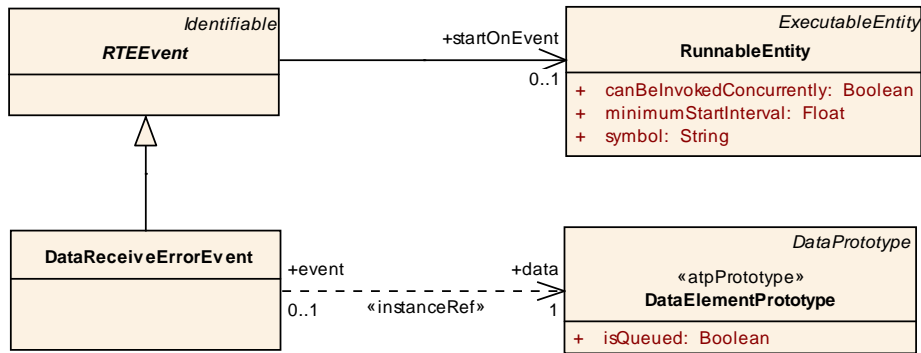 Identifiable
RTEEvent
+startOnEvent
0..1
ExecutableEntity
RunnableEntity
+ canBeInvokedConcurrently: Boolean
+ minimumStartInterval: Float
+ symbol: String
DataReceiveErrorEvent
+event
0..1
«instanceRef»
+data
1
DataPrototype
«atpPrototype»
DataElementPrototype
+ isQueued: Boolean